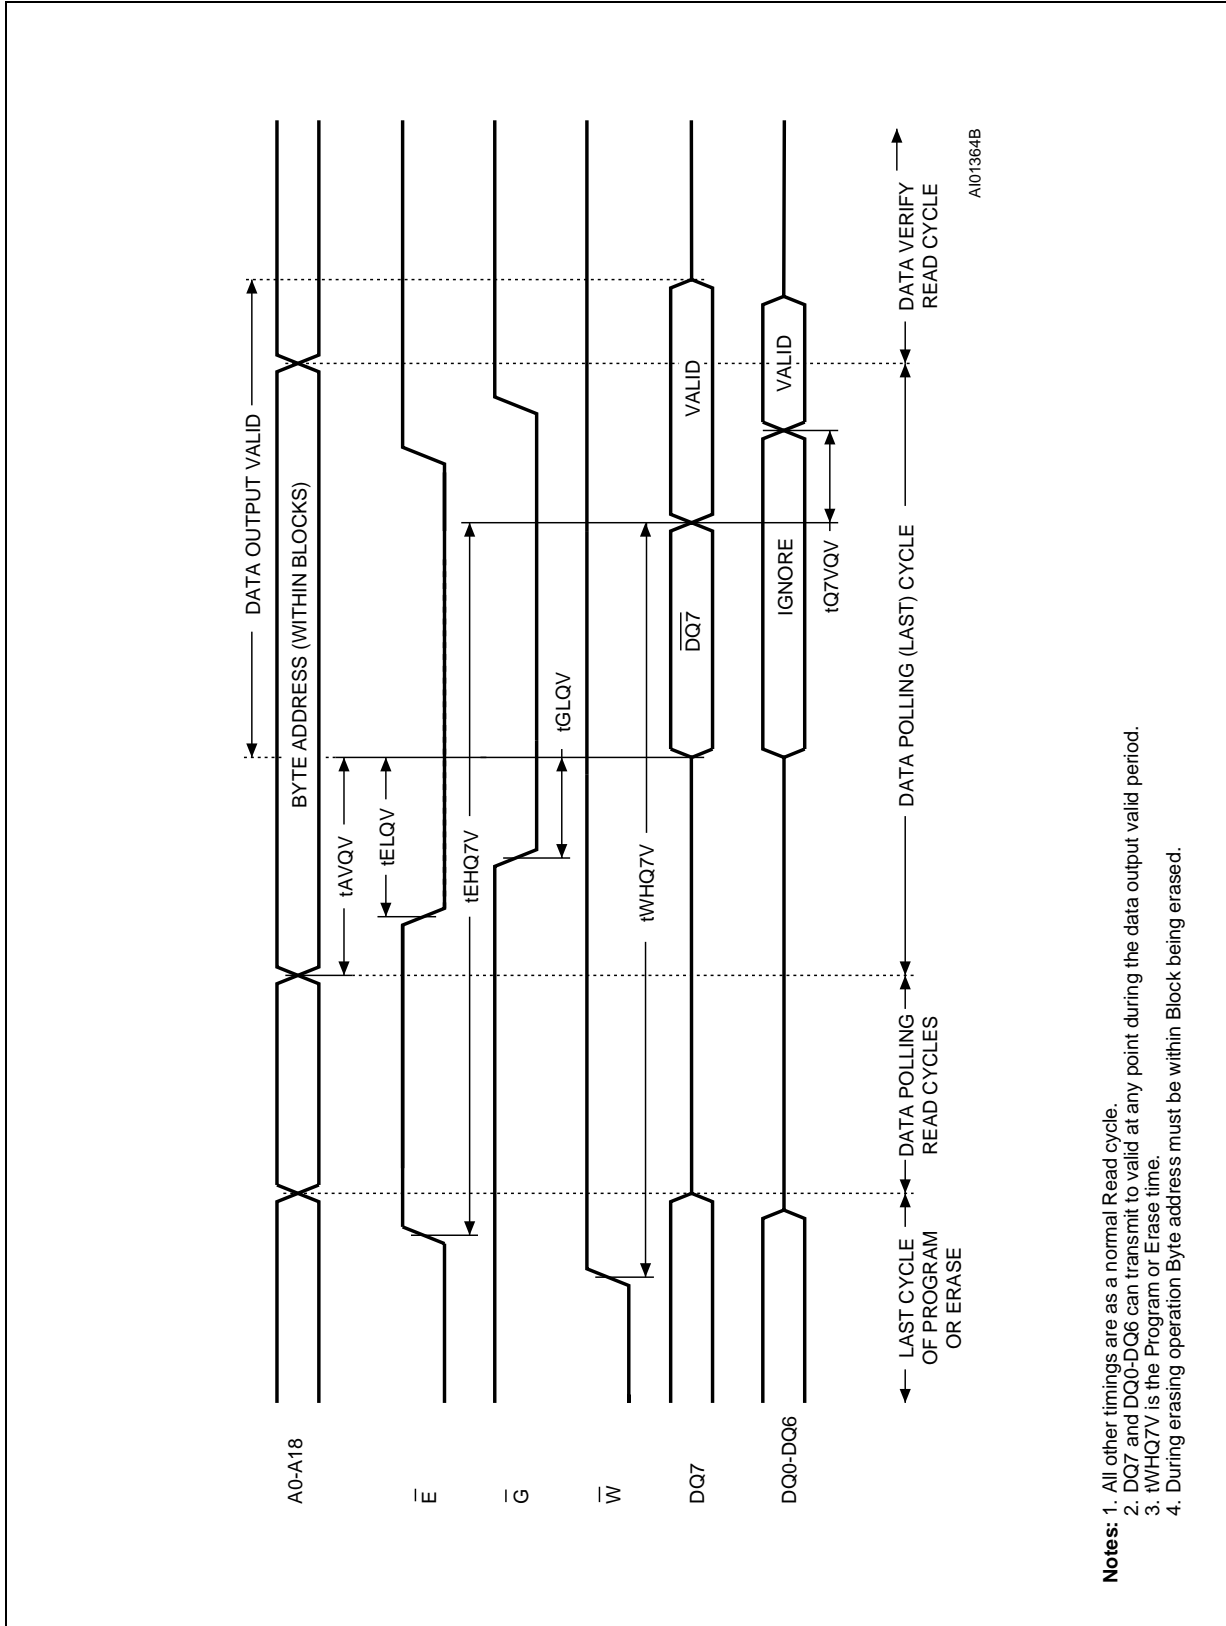 DATA OUTPUT VALID
A0-A18
BYTE ADDRESS (WITHIN BLOCKS)
tAVQV
tELQV
E̅
tEHQ7V
G̅
tGLQV
W̅
tWHQ7V
DQ7
D̅Q̅7̅
VALID
DQ0-DQ6
IGNORE
VALID
tQ7VQV
LAST CYCLE
OF PROGRAM
OR ERASE
DATA POLLING
READ CYCLES
DATA POLLING (LAST) CYCLE
DATA VERIFY
READ CYCLE
AI01364B
Notes: 1. All other timings are as a normal Read cycle.
2. DQ7 and DQ0-DQ6 can transmit to valid at any point during the data output valid period.
3. tWHQ7V is the Program or Erase time.
4. During erasing operation Byte address must be within Block being erased.